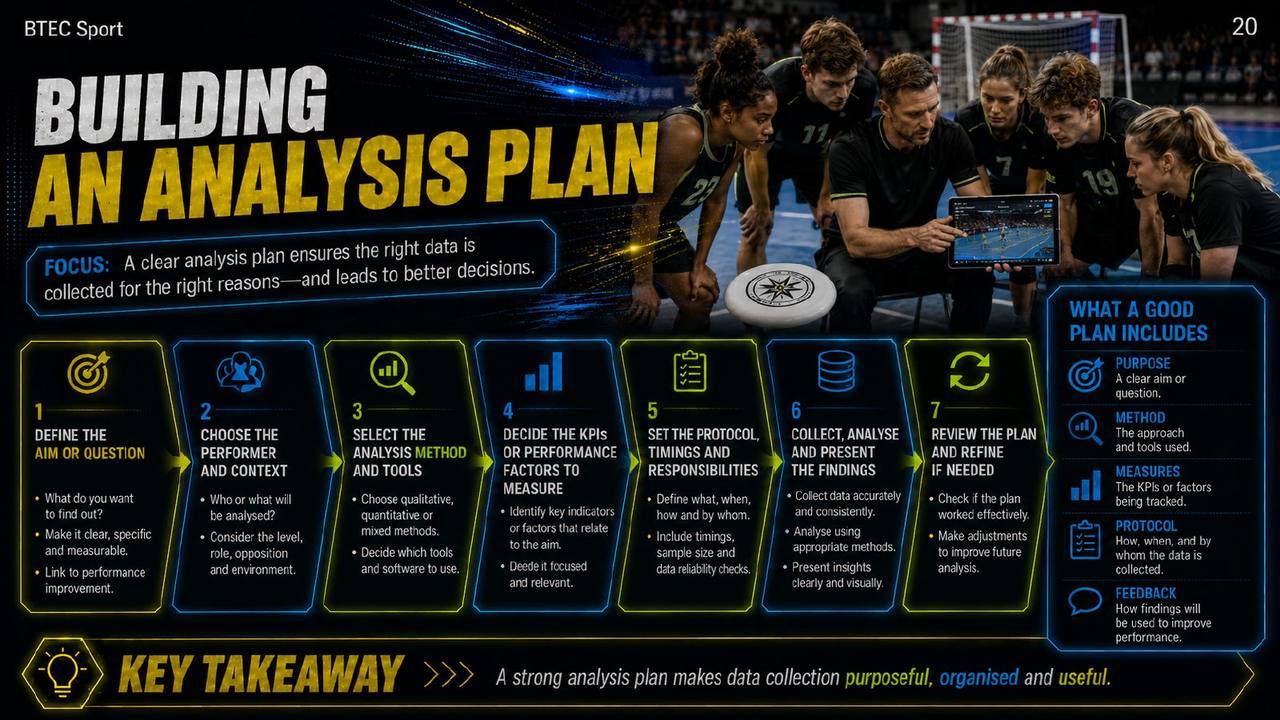 BTEC Sport
20
BUILDING
AN ANALYSIS PLAN
FOCUS: A clear analysis plan ensures the right data is
collected for the right reasons—and leads to better decisions.
23
11
7
19
1
DEFINE THE
AIM OR QUESTION
• What do you want
to find out?
• Make it clear, specific
and measurable.
• Link to performance
improvement.
2
CHOOSE THE
PERFORMER
AND CONTEXT
• Who or what will
be analysed?
• Consider the level,
role, opposition
and environment.
3
SELECT THE
ANALYSIS METHOD
AND TOOLS
• Choose qualitative,
quantitative or
mixed methods.
• Decide which tools
and software to use.
4
DECIDE THE KPIs
OR PERFORMANCE
FACTORS TO
MEASURE
• Identify key indicators
or factors that relate
to the aim.
• Deede it focused
and relevant.
5
SET THE PROTOCOL,
TIMINGS AND
RESPONSIBILITIES
• Define what, when,
how and by whom.
• Include timings,
sample size and
data reliability checks.
6
COLLECT, ANALYSE
AND PRESENT
THE FINDINGS
• Collect data accurately
and consistently.
• Analyse using
appropriate methods.
• Present insights
clearly and visually.
7
REVIEW THE PLAN
AND REFINE
IF NEEDED
• Check if the plan
worked effectively.
• Make adjustments
to improve future
analysis.
WHAT A GOOD
PLAN INCLUDES
PURPOSE
A clear aim or
question.
METHOD
The approach
and tools used.
MEASURES
The KPIs or factors
being tracked.
PROTOCOL
How, when, and by
whom the data is
collected.
FEEDBACK
How findings will
be used to improve
performance.
KEY TAKEAWAY
A strong analysis plan makes data collection purposeful, organised and useful.